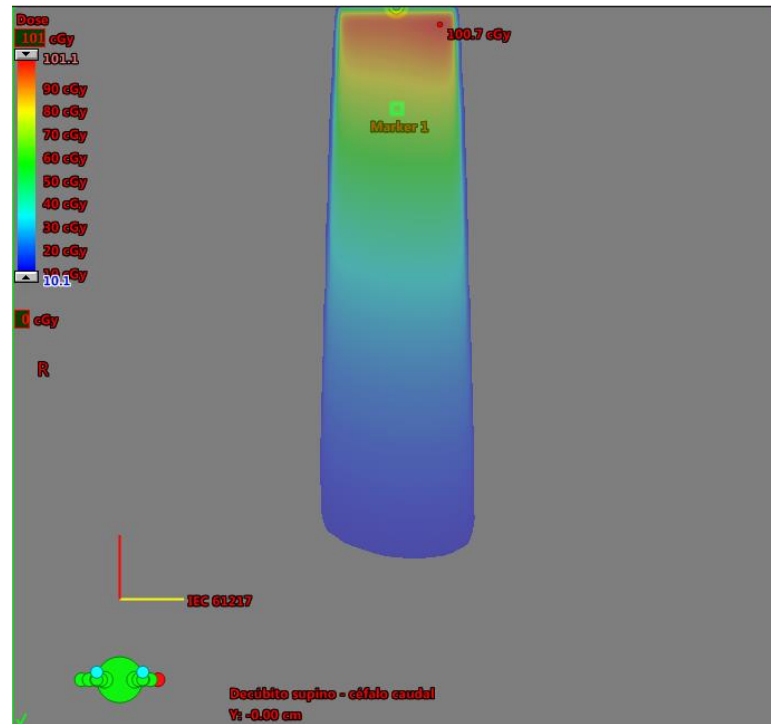 Dose
101 cGy
101.1
90 cGy
80 cGy
70 cGy
60 cGy
50 cGy
40 cGy
30 cGy
20 cGy
10 cGy
10.1
0 cGy
100.7 cGy
Marker 1
R
IEC 61217
Decúbito supino - céfalo caudal
Y: -0.00 cm